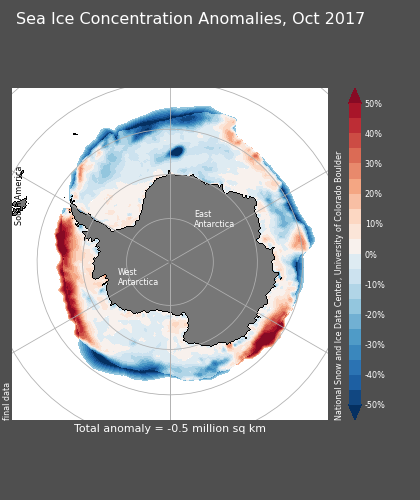 Sea Ice Concentration Anomalies, Oct 2017
South America
East
Antarctica
West
Antarctica
final data
National Snow and Ice Data Center, University of Colorado Boulder
50%
40%
30%
20%
10%
0%
-10%
-20%
-30%
-40%
-50%
Total anomaly = -0.5 million sq km